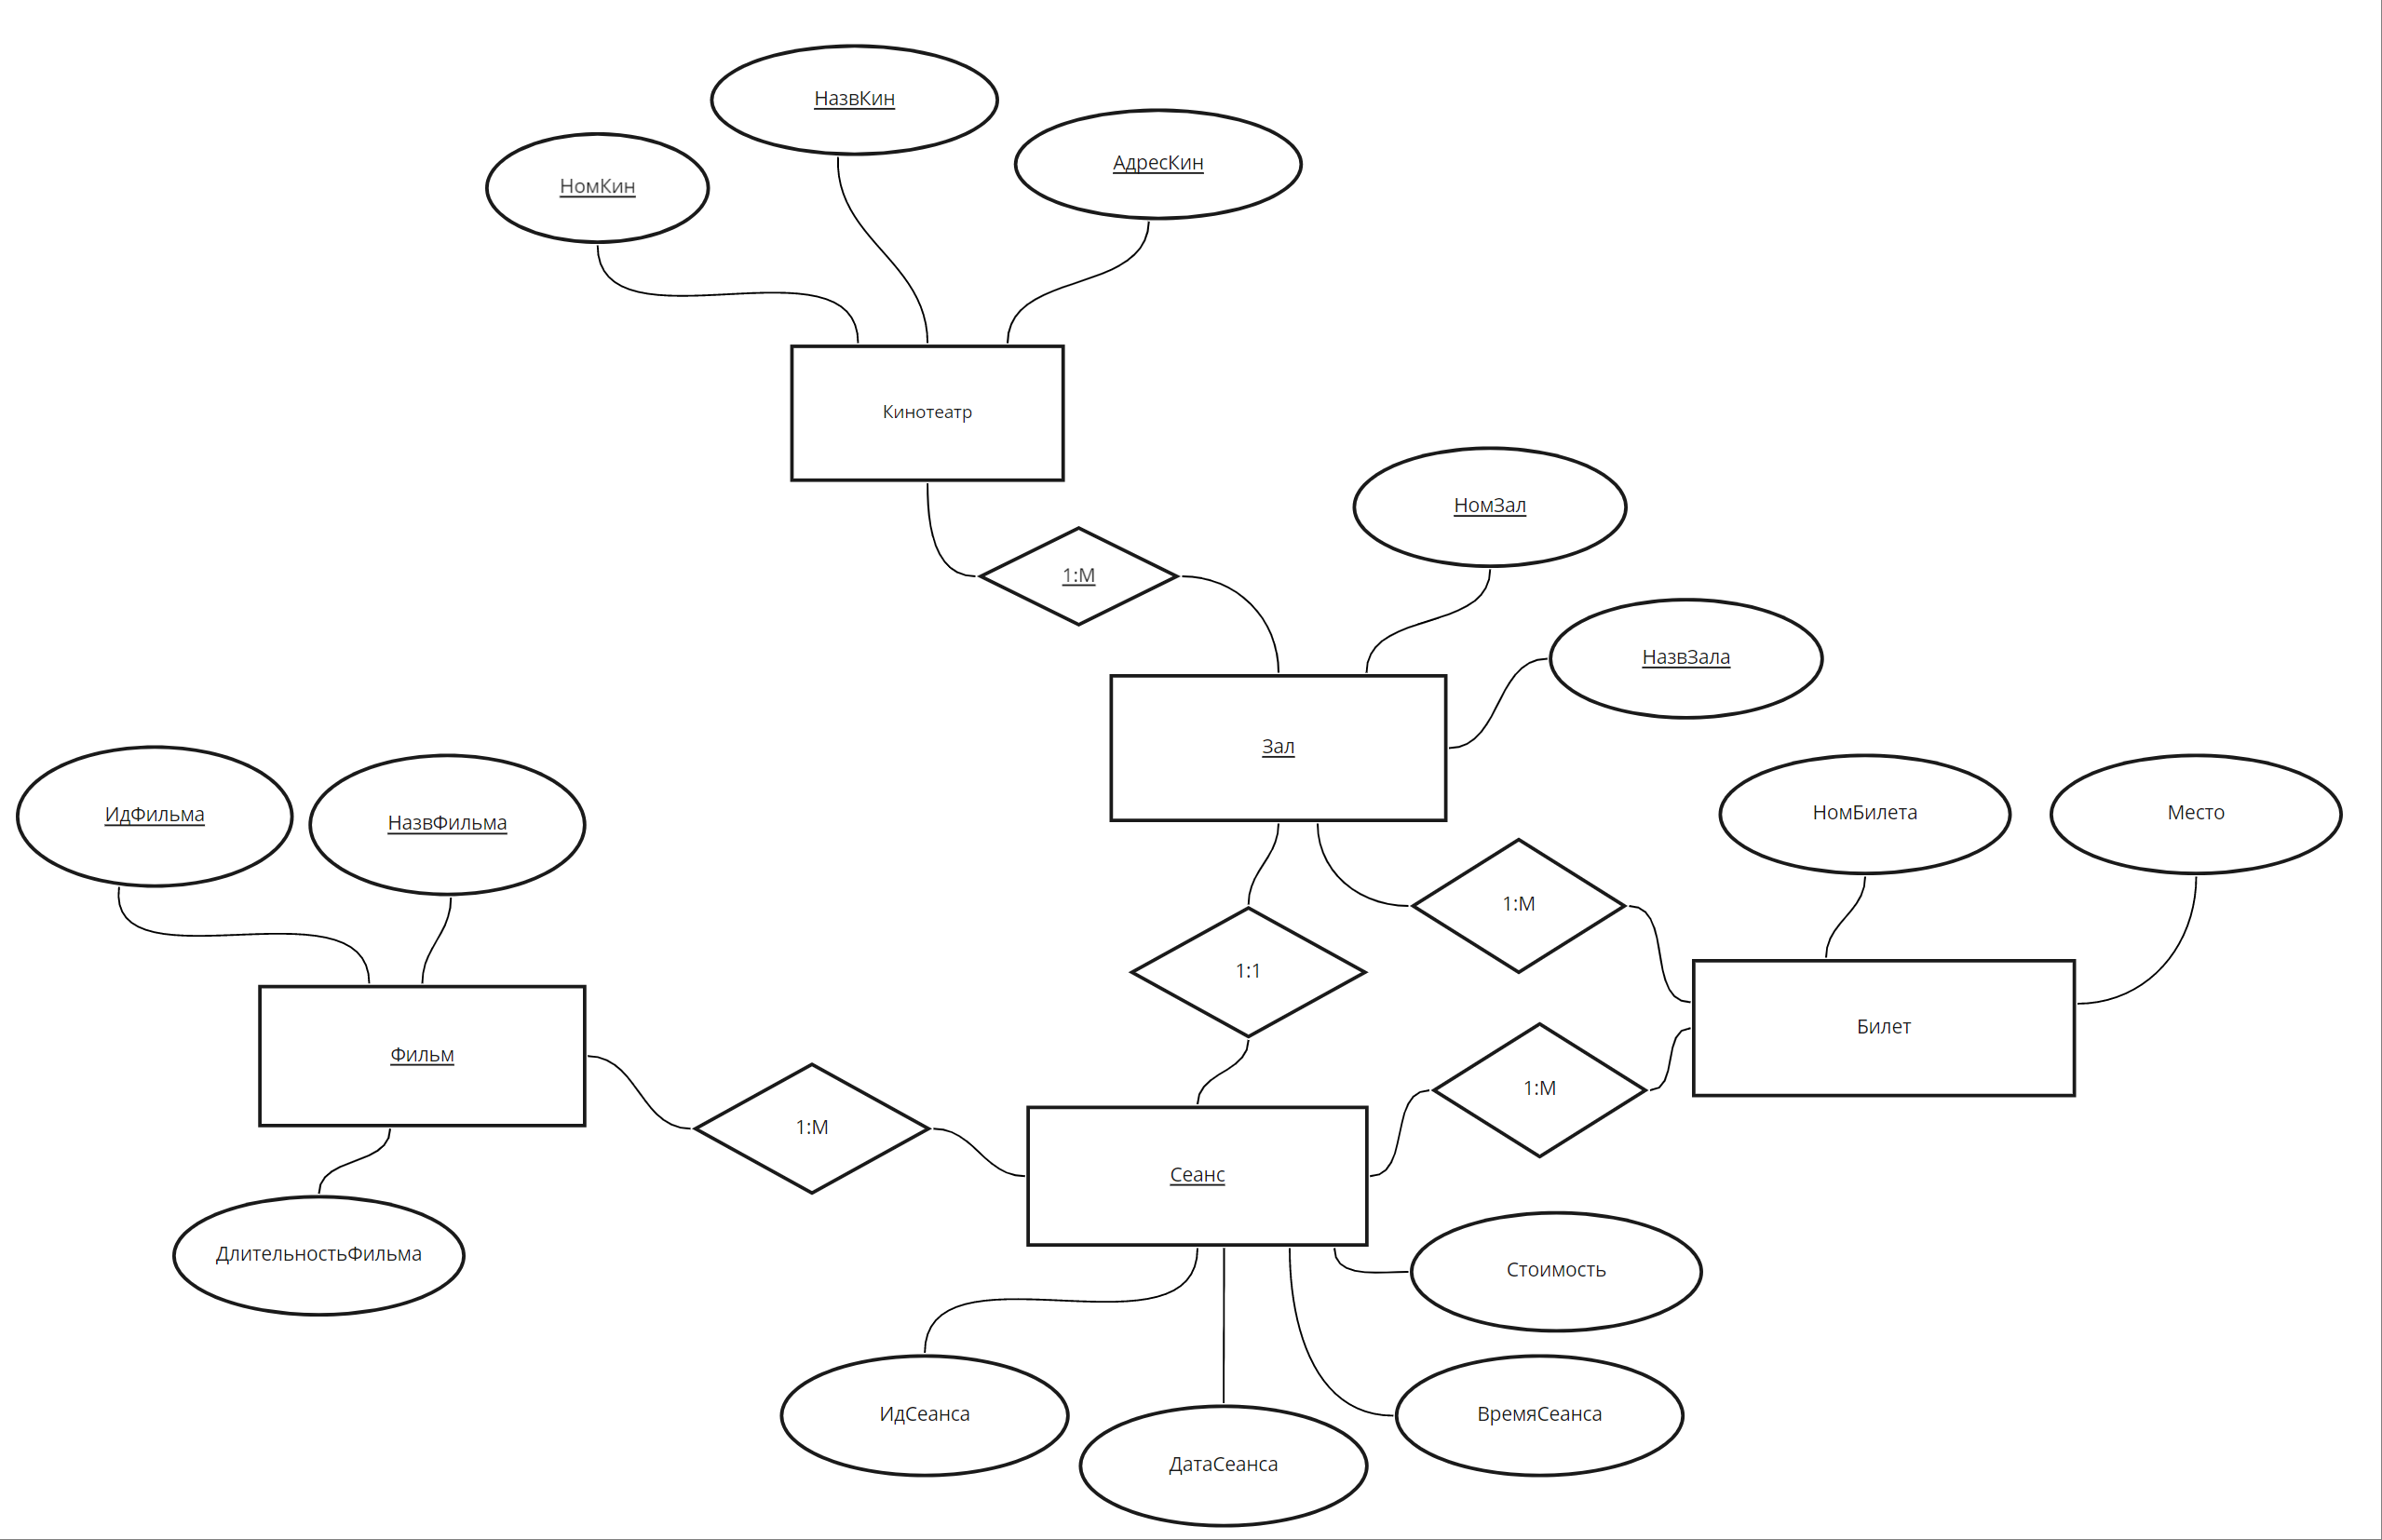 НазвКин
АдресКин
НомКин
Кинотеатр
НомЗал
1:М
НазвЗала
Зал
ИдФильма
НазвФильма
НомБилета
Место
1:М
1:1
Билет
Фильм
1:М
1:М
Сеанс
ДлительностьФильма
Стоимость
ИдСеанса
ВремяСеанса
ДатаСеанса